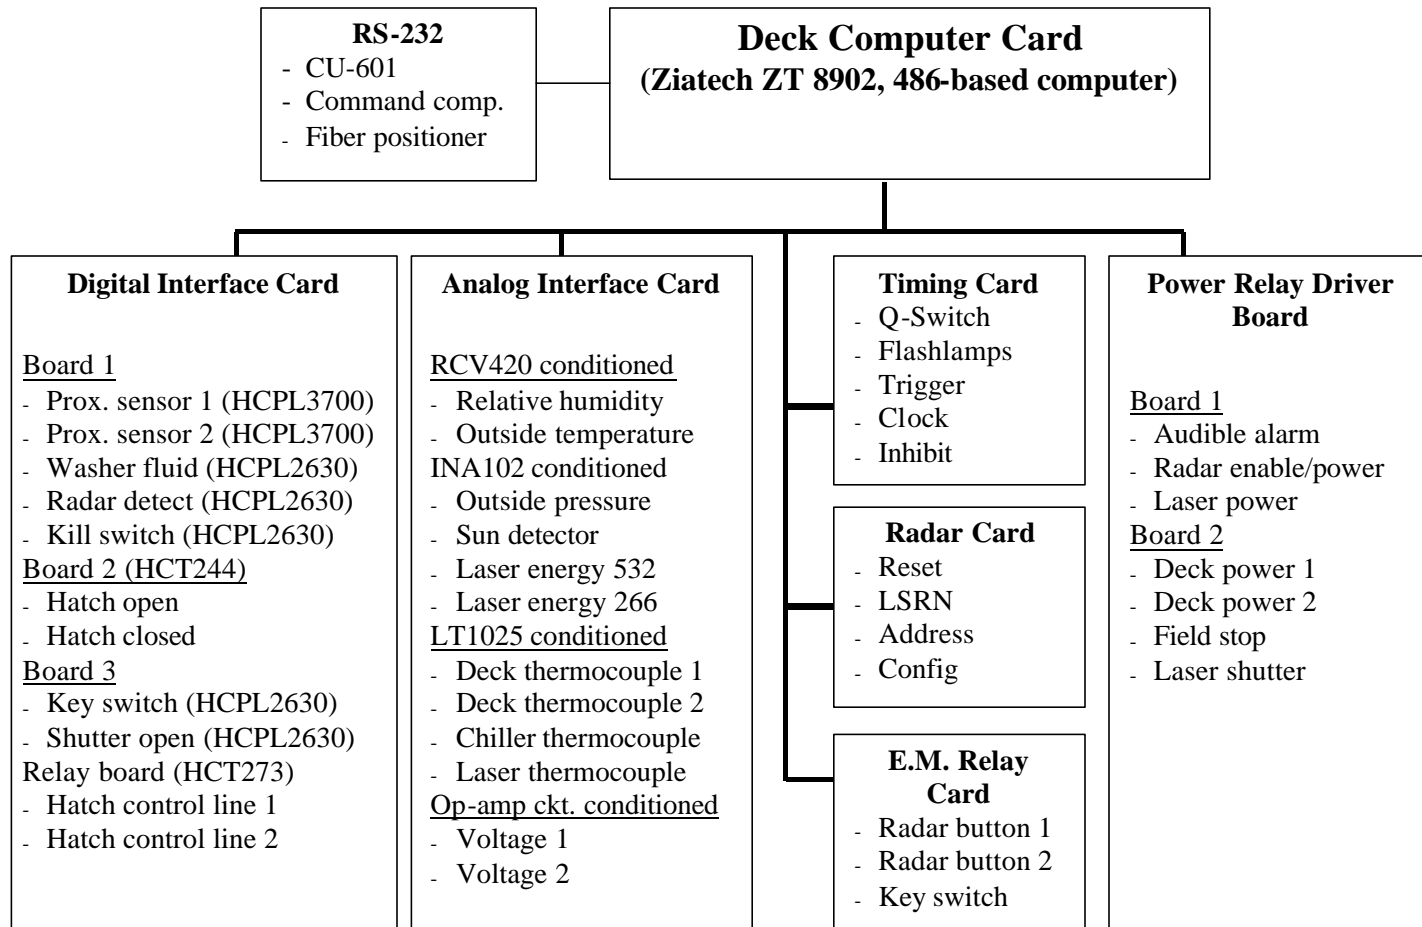 RS-232
- CU-601
- Command comp.
- Fiber positioner
Deck Computer Card
(Ziatech ZT 8902, 486-based computer)
Digital Interface Card
Board 1
- Prox. sensor 1 (HCPL3700)
- Prox. sensor 2 (HCPL3700)
- Washer fluid (HCPL2630)
- Radar detect (HCPL2630)
- Kill switch (HCPL2630)
Board 2 (HCT244)
- Hatch open
- Hatch closed
Board 3
- Key switch (HCPL2630)
- Shutter open (HCPL2630)
Relay board (HCT273)
- Hatch control line 1
- Hatch control line 2
Analog Interface Card
RCV420 conditioned
- Relative humidity
- Outside temperature
INA102 conditioned
- Outside pressure
- Sun detector
- Laser energy 532
- Laser energy 266
LT1025 conditioned
- Deck thermocouple 1
- Deck thermocouple 2
- Chiller thermocouple
- Laser thermocouple
Op-amp ckt. conditioned
- Voltage 1
- Voltage 2
Timing Card
- Q-Switch
- Flashlamps
- Trigger
- Clock
- Inhibit
Radar Card
- Reset
- LSRN
- Address
- Config
E.M. Relay
Card
- Radar button 1
- Radar button 2
- Key switch
Power Relay Driver
Board
Board 1
- Audible alarm
- Radar enable/power
- Laser power
Board 2
- Deck power 1
- Deck power 2
- Field stop
- Laser shutter